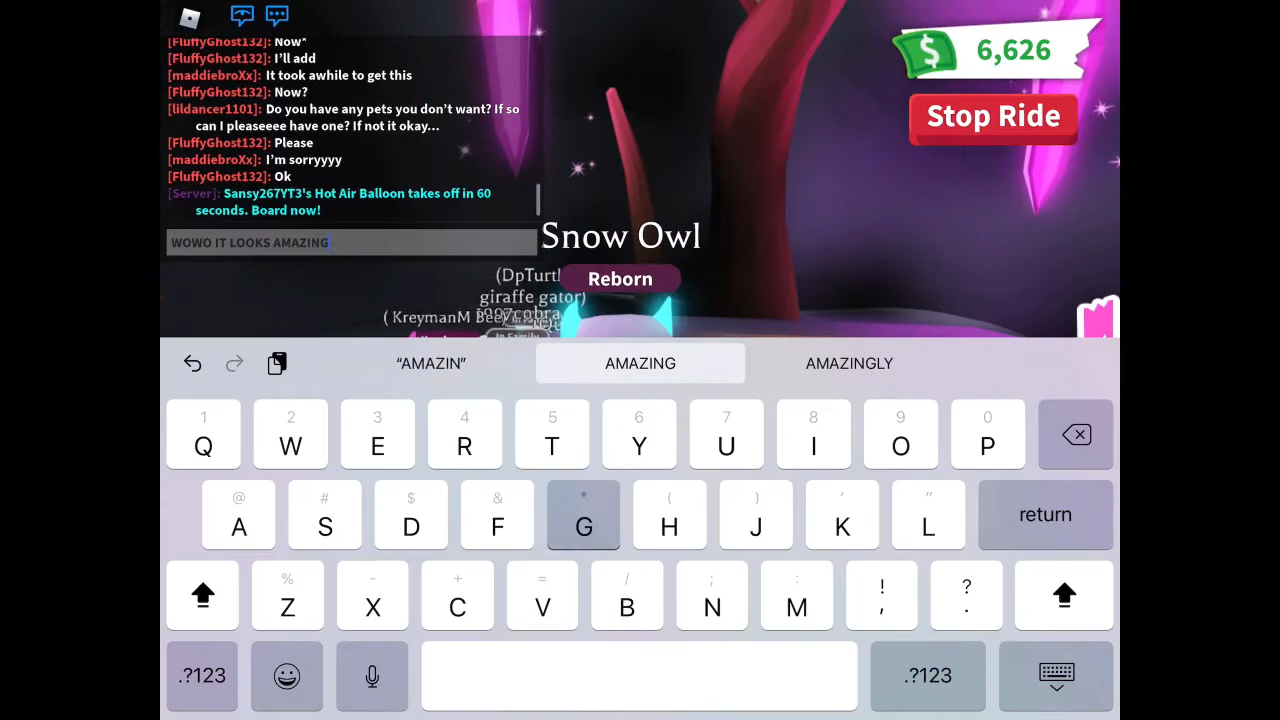 [FluffyGhost132]: Now*
[FluffyGhost132]: I'll add
[maddiebroXx]: It took awhile to get this
[FluffyGhost132]: Now?
[lildancer1101]: Do you have any pets you don't want? If so
can I pleaseeee have one? If not it okay...
[FluffyGhost132]: Please
[maddiebroXx]: I'm sorryyyy
[FluffyGhost132]: Ok
[Server]: Sansy267YT3's Hot Air Balloon takes off in 60
seconds. Board now!
WOWO IT LOOKS AMAZING
6,626
Stop Ride
Snow Owl
Reborn
(DpTurtl
giraffe gator)
1997cobra
( KreymanM
"AMAZIN" AMAZING AMAZINGLY
1 2 3 4 5 6 7 8 9 0
Q W E R T Y U I O P
@ # $ & * ( ) ' "
A S D F G H J K L return
% - + = / ; : ! ?
Z X C V B N M , .
.?123 .?123